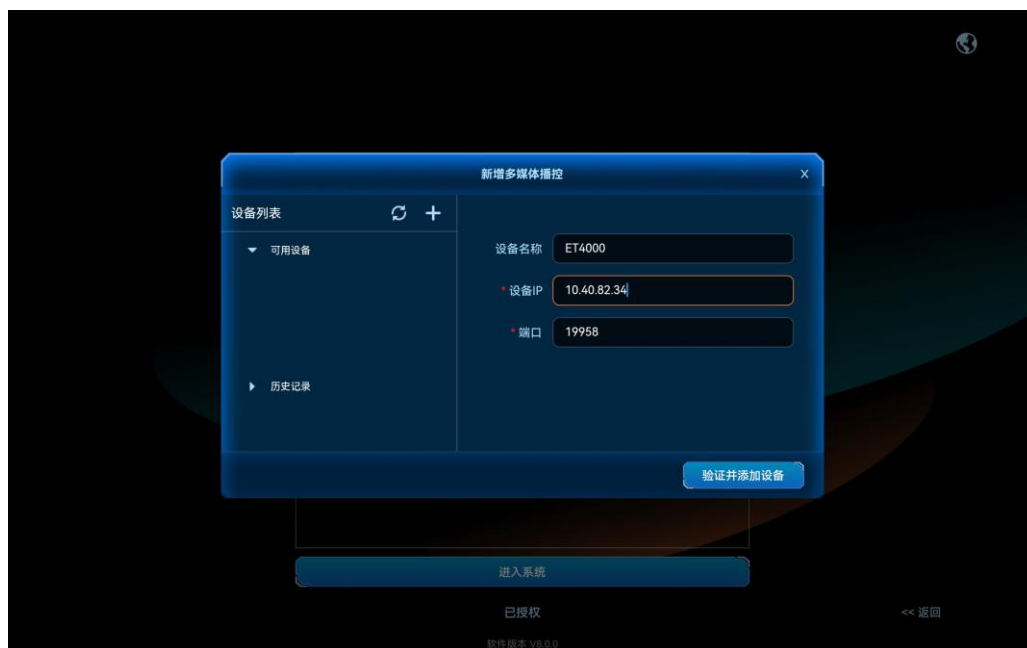 新增多媒体播控
X
设备列表
可用设备
历史记录
设备名称 ET4000
* 设备IP 10.40.82.34
* 端口 19958
验证并添加设备
进入系统
已授权
<< 返回
软件版本 V8.0.0